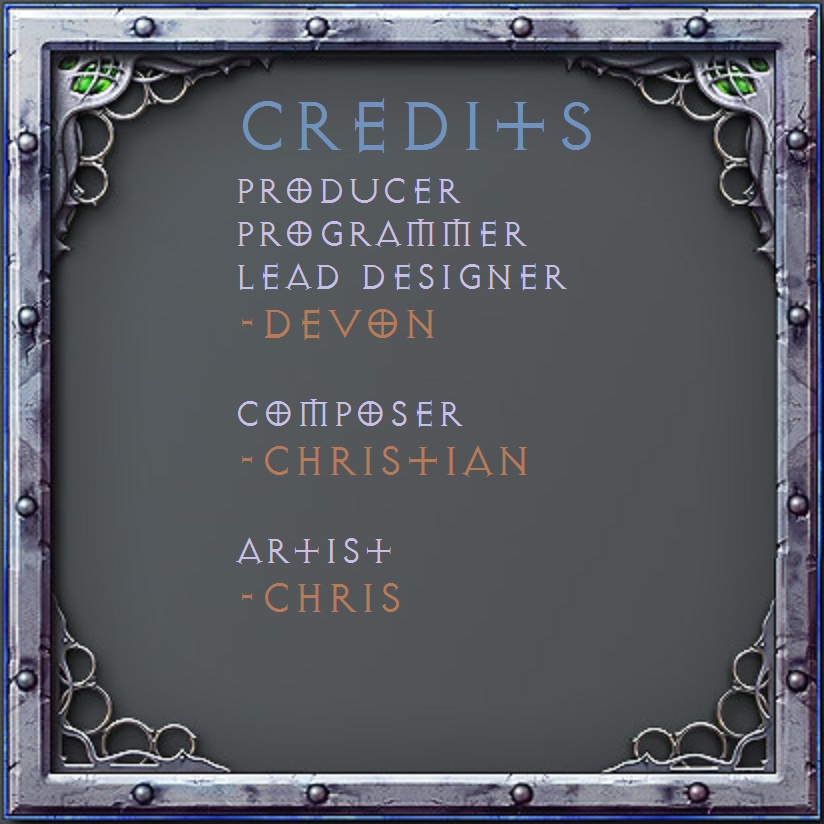 CREDITS
PRODUCER
PROGRAMMER
LEAD DESIGNER
-DEVON
COMPOSER
-CHRISTIAN
ARTIST
-CHRIS